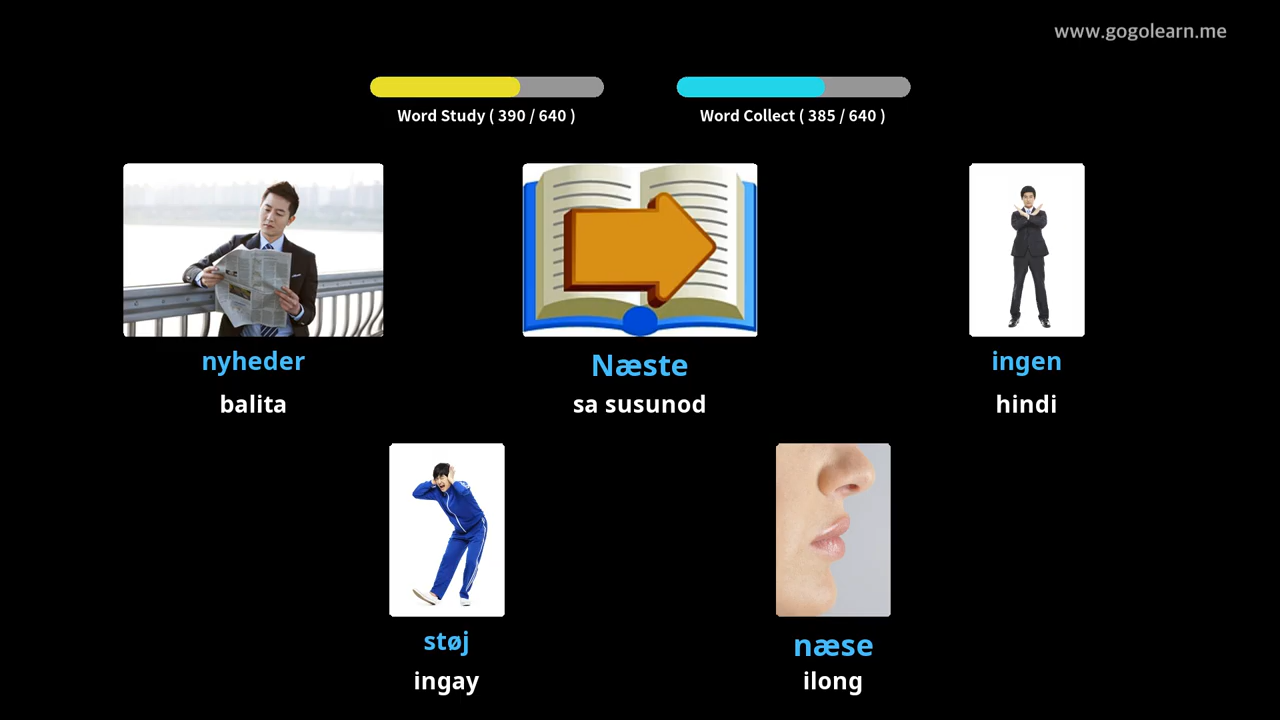 www.gogolearn.me
Word Study ( 390 / 640 )
Word Collect ( 385 / 640 )
nyheder
balita
Næste
sa susunod
ingen
hindi
støj
ingay
næse
ilong